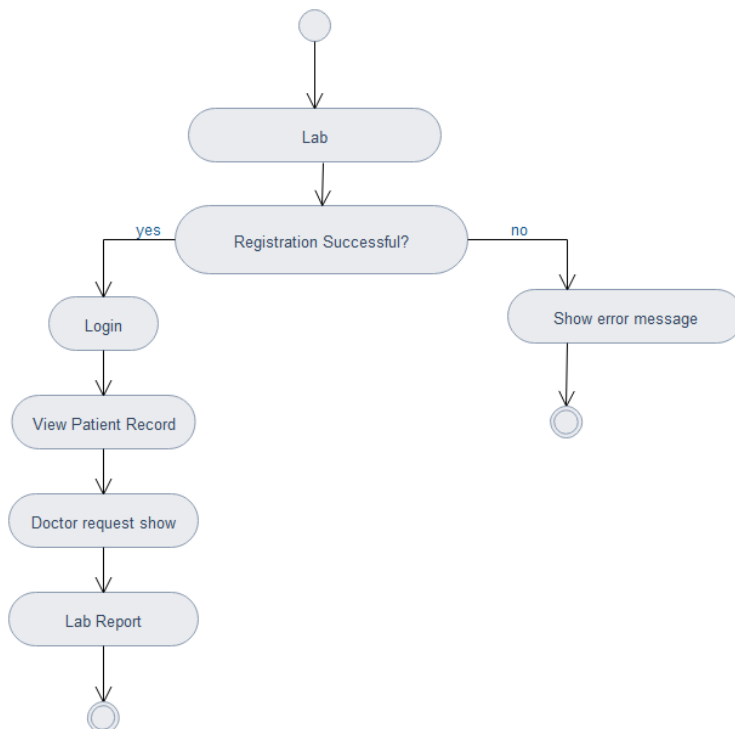 Lab
Registration Successful?
yes
no
Login
Show error message
View Patient Record
Doctor request show
Lab Report